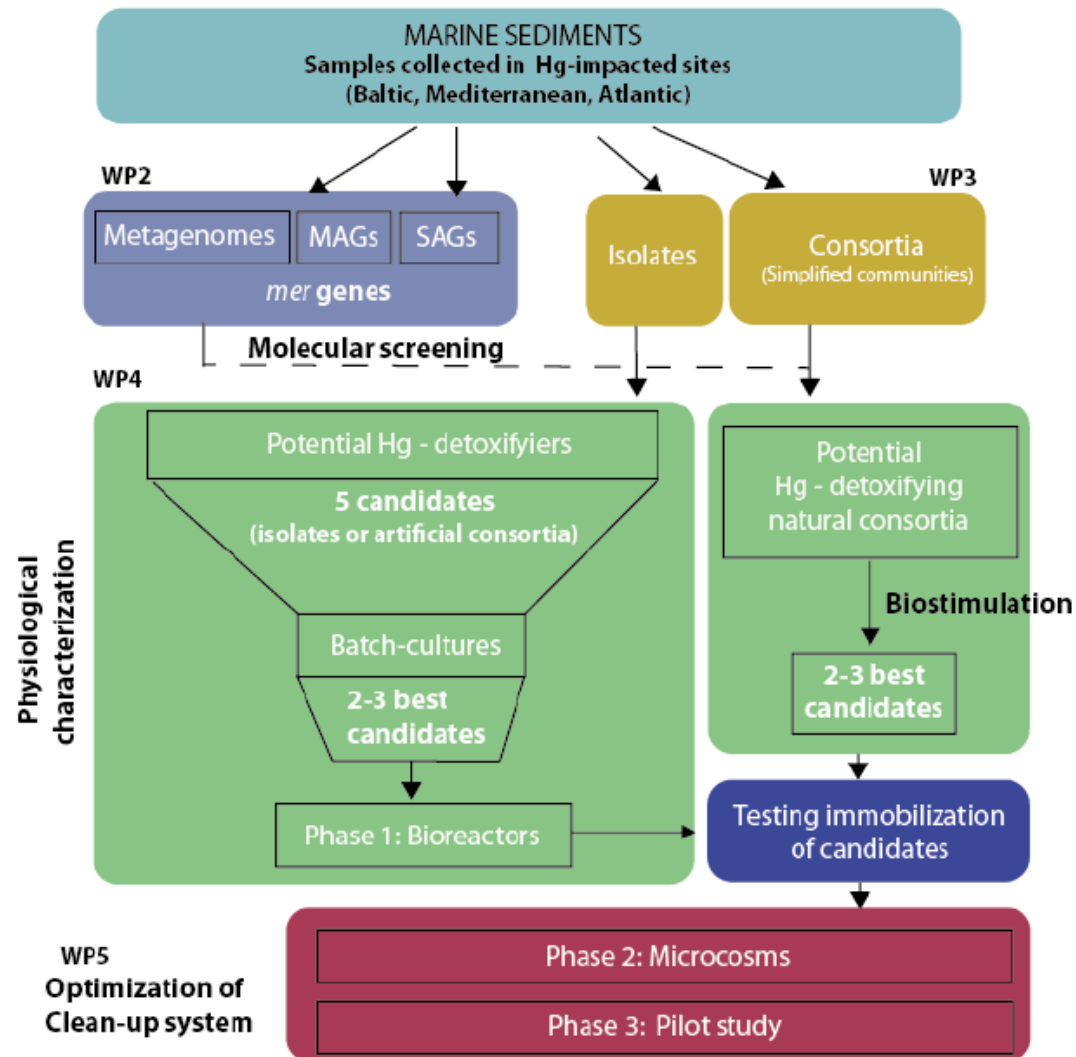 MARINE SEDIMENTS
Samples collected in Hg-impacted sites
(Baltic, Mediterranean, Atlantic)
WP2
WP3
Metagenomes
MAGs
SAGs
mer genes
Isolates
Consortia
(Simplified communities)
Molecular screening
WP4
Physiological
characterization
Potential Hg - detoxifyiers
5 candidates
(isolates or artificial consortia)
Batch-cultures
2-3 best
candidates
Phase 1: Bioreactors
Potential
Hg - detoxifying
natural consortia
Biostimulation
2-3 best
candidates
Testing immobilization
of candidates
WP5
Optimization of
Clean-up system
Phase 2: Microcosms
Phase 3: Pilot study